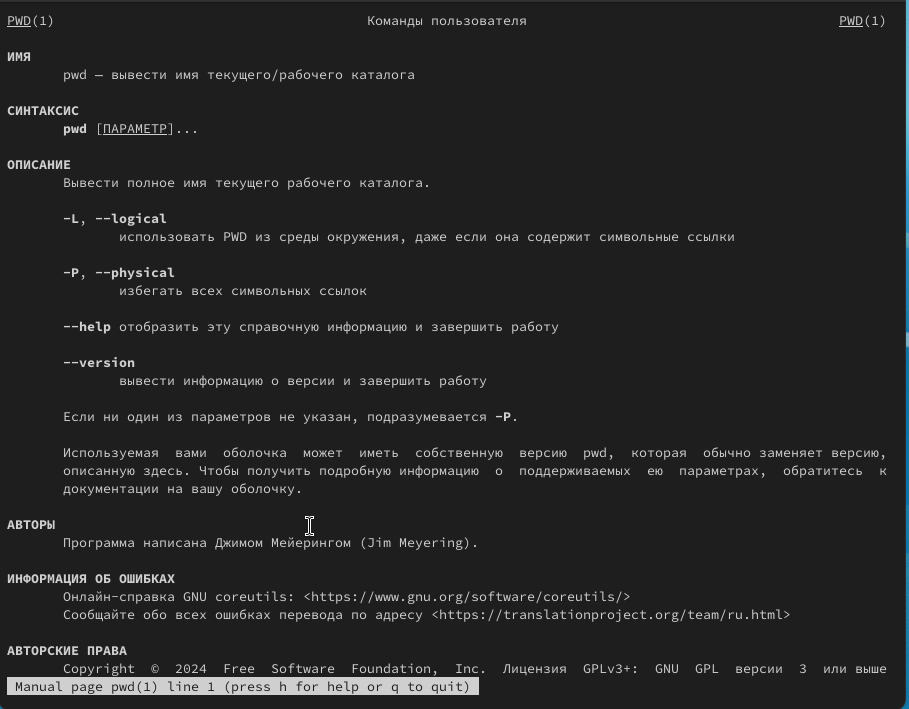 PWD(1) Команды пользователя PWD(1)
ИМЯ
pwd — вывести имя текущего/рабочего каталога
СИНТАКСИС
pwd [ПАРАМЕТР]...
ОПИСАНИЕ
Вывести полное имя текущего рабочего каталога.
-L, --logical
использовать PWD из среды окружения, даже если она содержит символьные ссылки
-P, --physical
избегать всех символьных ссылок
--help отобразить эту справочную информацию и завершить работу
--version
вывести информацию о версии и завершить работу
Если ни один из параметров не указан, подразумевается -P.
Используемая вами оболочка может иметь собственную версию pwd, которая обычно заменяет версию,
описанную здесь. Чтобы получить подробную информацию о поддерживаемых ею параметрах, обратитесь к
документации на вашу оболочку.
АВТОРЫ
Программа написана Джимом Мейерингом (Jim Meyering).
ИНФОРМАЦИЯ ОБ ОШИБКАХ
Онлайн-справка GNU coreutils: <https://www.gnu.org/software/coreutils/>
Сообщайте обо всех ошибках перевода по адресу <https://translationproject.org/team/ru.html>
АВТОРСКИЕ ПРАВА
Copyright © 2024 Free Software Foundation, Inc. Лицензия GPLv3+: GNU GPL версии 3 или выше
Manual page pwd(1) line 1 (press h for help or q to quit)